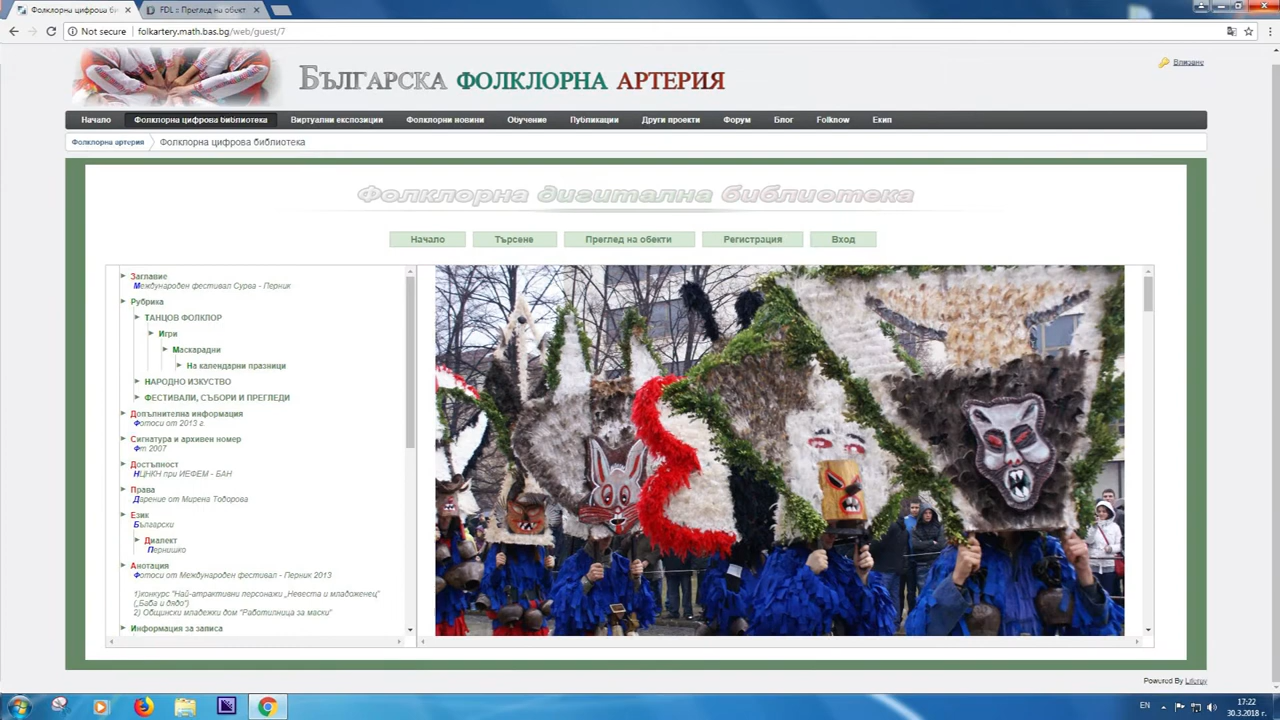 Фолклорна цифрова би
FDL :: Преглед на обект
Not secure | folkartery.math.bas.bg/web/guest/7
БЪЛГАРСКА ФОЛКЛОРНА АРТЕРИЯ
Влизане
Начало Фолклорна цифрова библиотека Виртуални експозиции Фолклорни новини Обучение Публикации Други проекти Форум Блог Folknow Екип
Фолклорна артерия Фолклорна цифрова библиотека
Фолклорна дигитална библиотека
Начало Търсене Преглед на обекти Регистрация Вход
Заглавие
Международен фестивал Сурва - Перник
Рубрика
ТАНЦОВ ФОЛКЛОР
Игри
Маскарадни
На календарни празници
НАРОДНО ИЗКУСТВО
ФЕСТИВАЛИ, СЪБОРИ И ПРЕГЛЕДИ
Допълнителна информация
Фотоси от 2013 г.
Сигнатура и архивен номер
Фт 2007
Достъпност
НЦНКН при ИЕФЕМ - БАН
Права
Дарение от Мирена Тодорова
Език
Български
Диалект
Пернишко
Анотация
Фотоси от Международен фестивал - Перник 2013
1)конкурс "Най-атрактивни персонажи „Невеста и младоженец"
(„Баба и дядо")
2) Общински младежки дом "Работилница за маски"
Информация за записа
Powered By Liferay
EN
17:22
30.3.2018 г.